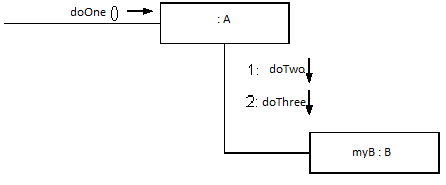 doOne ()
: A
1: doTwo
2: doThree
myB : B